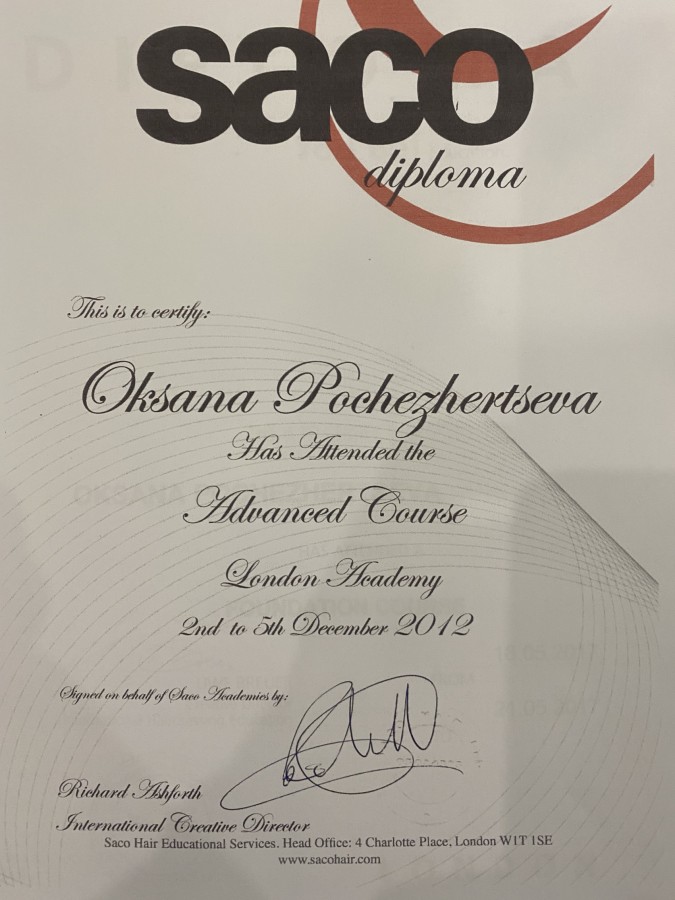 saco
diploma
This is to certify:
Oksana Pochezhertseva
Has Attended the
Advanced Course
London Academy
2nd to 5th December 2012
Signed on behalf of Saco Academies by:
Richard Ashforth
International Creative Director
Saco Hair Educational Services. Head Office: 4 Charlotte Place, London W1T 1SE
www.sacohair.com